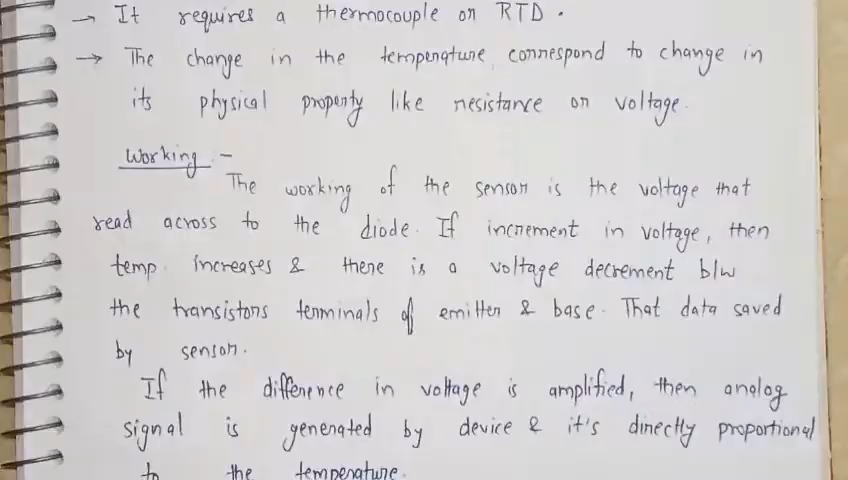 → It requires a thermocouple or RTD.
→ The change in the temperature correspond to change in
its physical property like resistance or voltage.
Working :-
The working of the sensor is the voltage that
read across to the diode. If increment in voltage, then
temp. increases & there is a voltage decrement b/w
the transistors terminals of emitter & base. That data saved
by sensor.
If the difference in voltage is amplified, then analog
signal is generated by device & it's directly proportional
to the temperature.